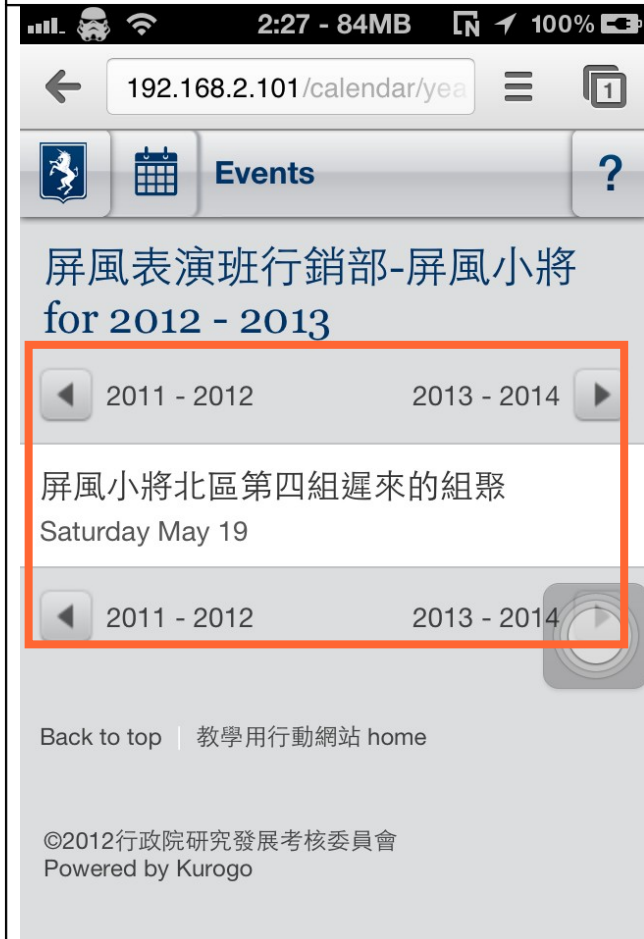 2:27 - 84MB 100%
192.168.2.101/calendar/yea
1
Events ?
屏風表演班行銷部-屏風小將
for 2012 - 2013
2011 - 2012 2013 - 2014
屏風小將北區第四組遲來的組聚
Saturday May 19
2011 - 2012 2013 - 2014
Back to top 教學用行動網站 home
©2012行政院研究發展考核委員會
Powered by Kurogo